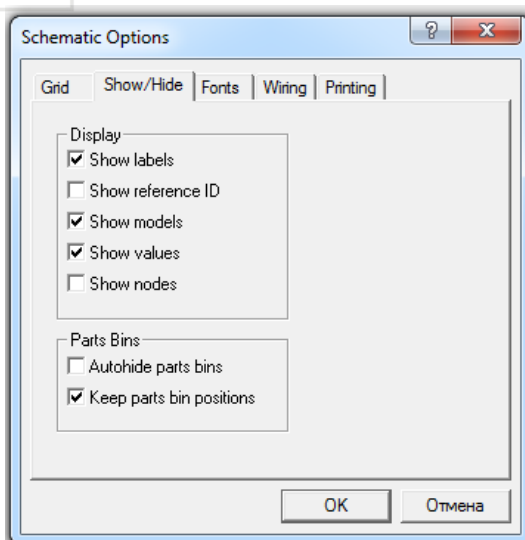 Schematic Options
Grid Show/Hide Fonts Wiring Printing
Display
Show labels
Show reference ID
Show models
Show values
Show nodes
Parts Bins
Autohide parts bins
Keep parts bin positions
OK Отмена